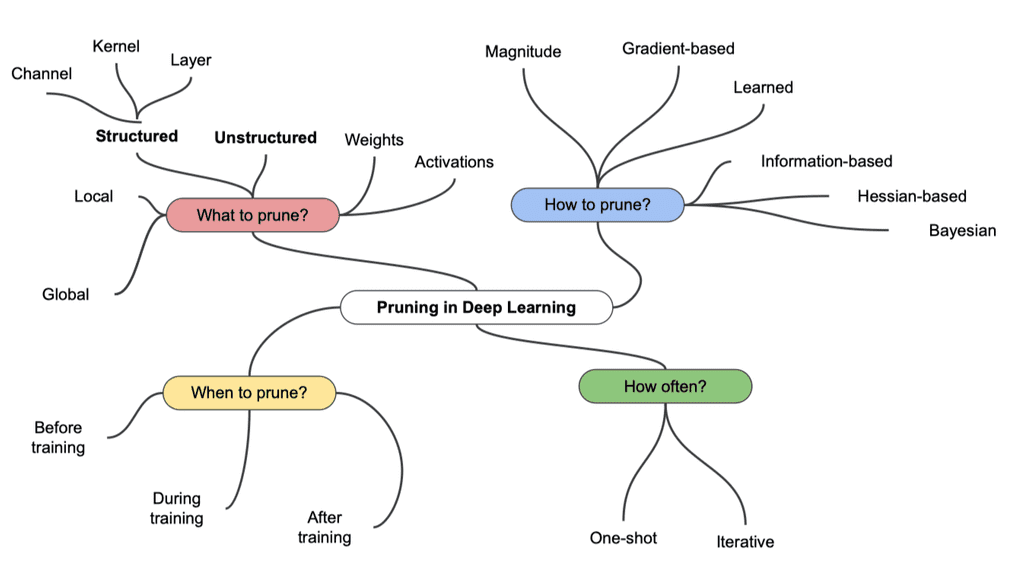 Kernel
Layer
Channel
Structured
Unstructured
Weights
Activations
Local
What to prune?
Global
Magnitude
Gradient-based
Learned
Information-based
Hessian-based
Bayesian
How to prune?
Pruning in Deep Learning
When to prune?
Before
training
During
training
After
training
How often?
One-shot
Iterative